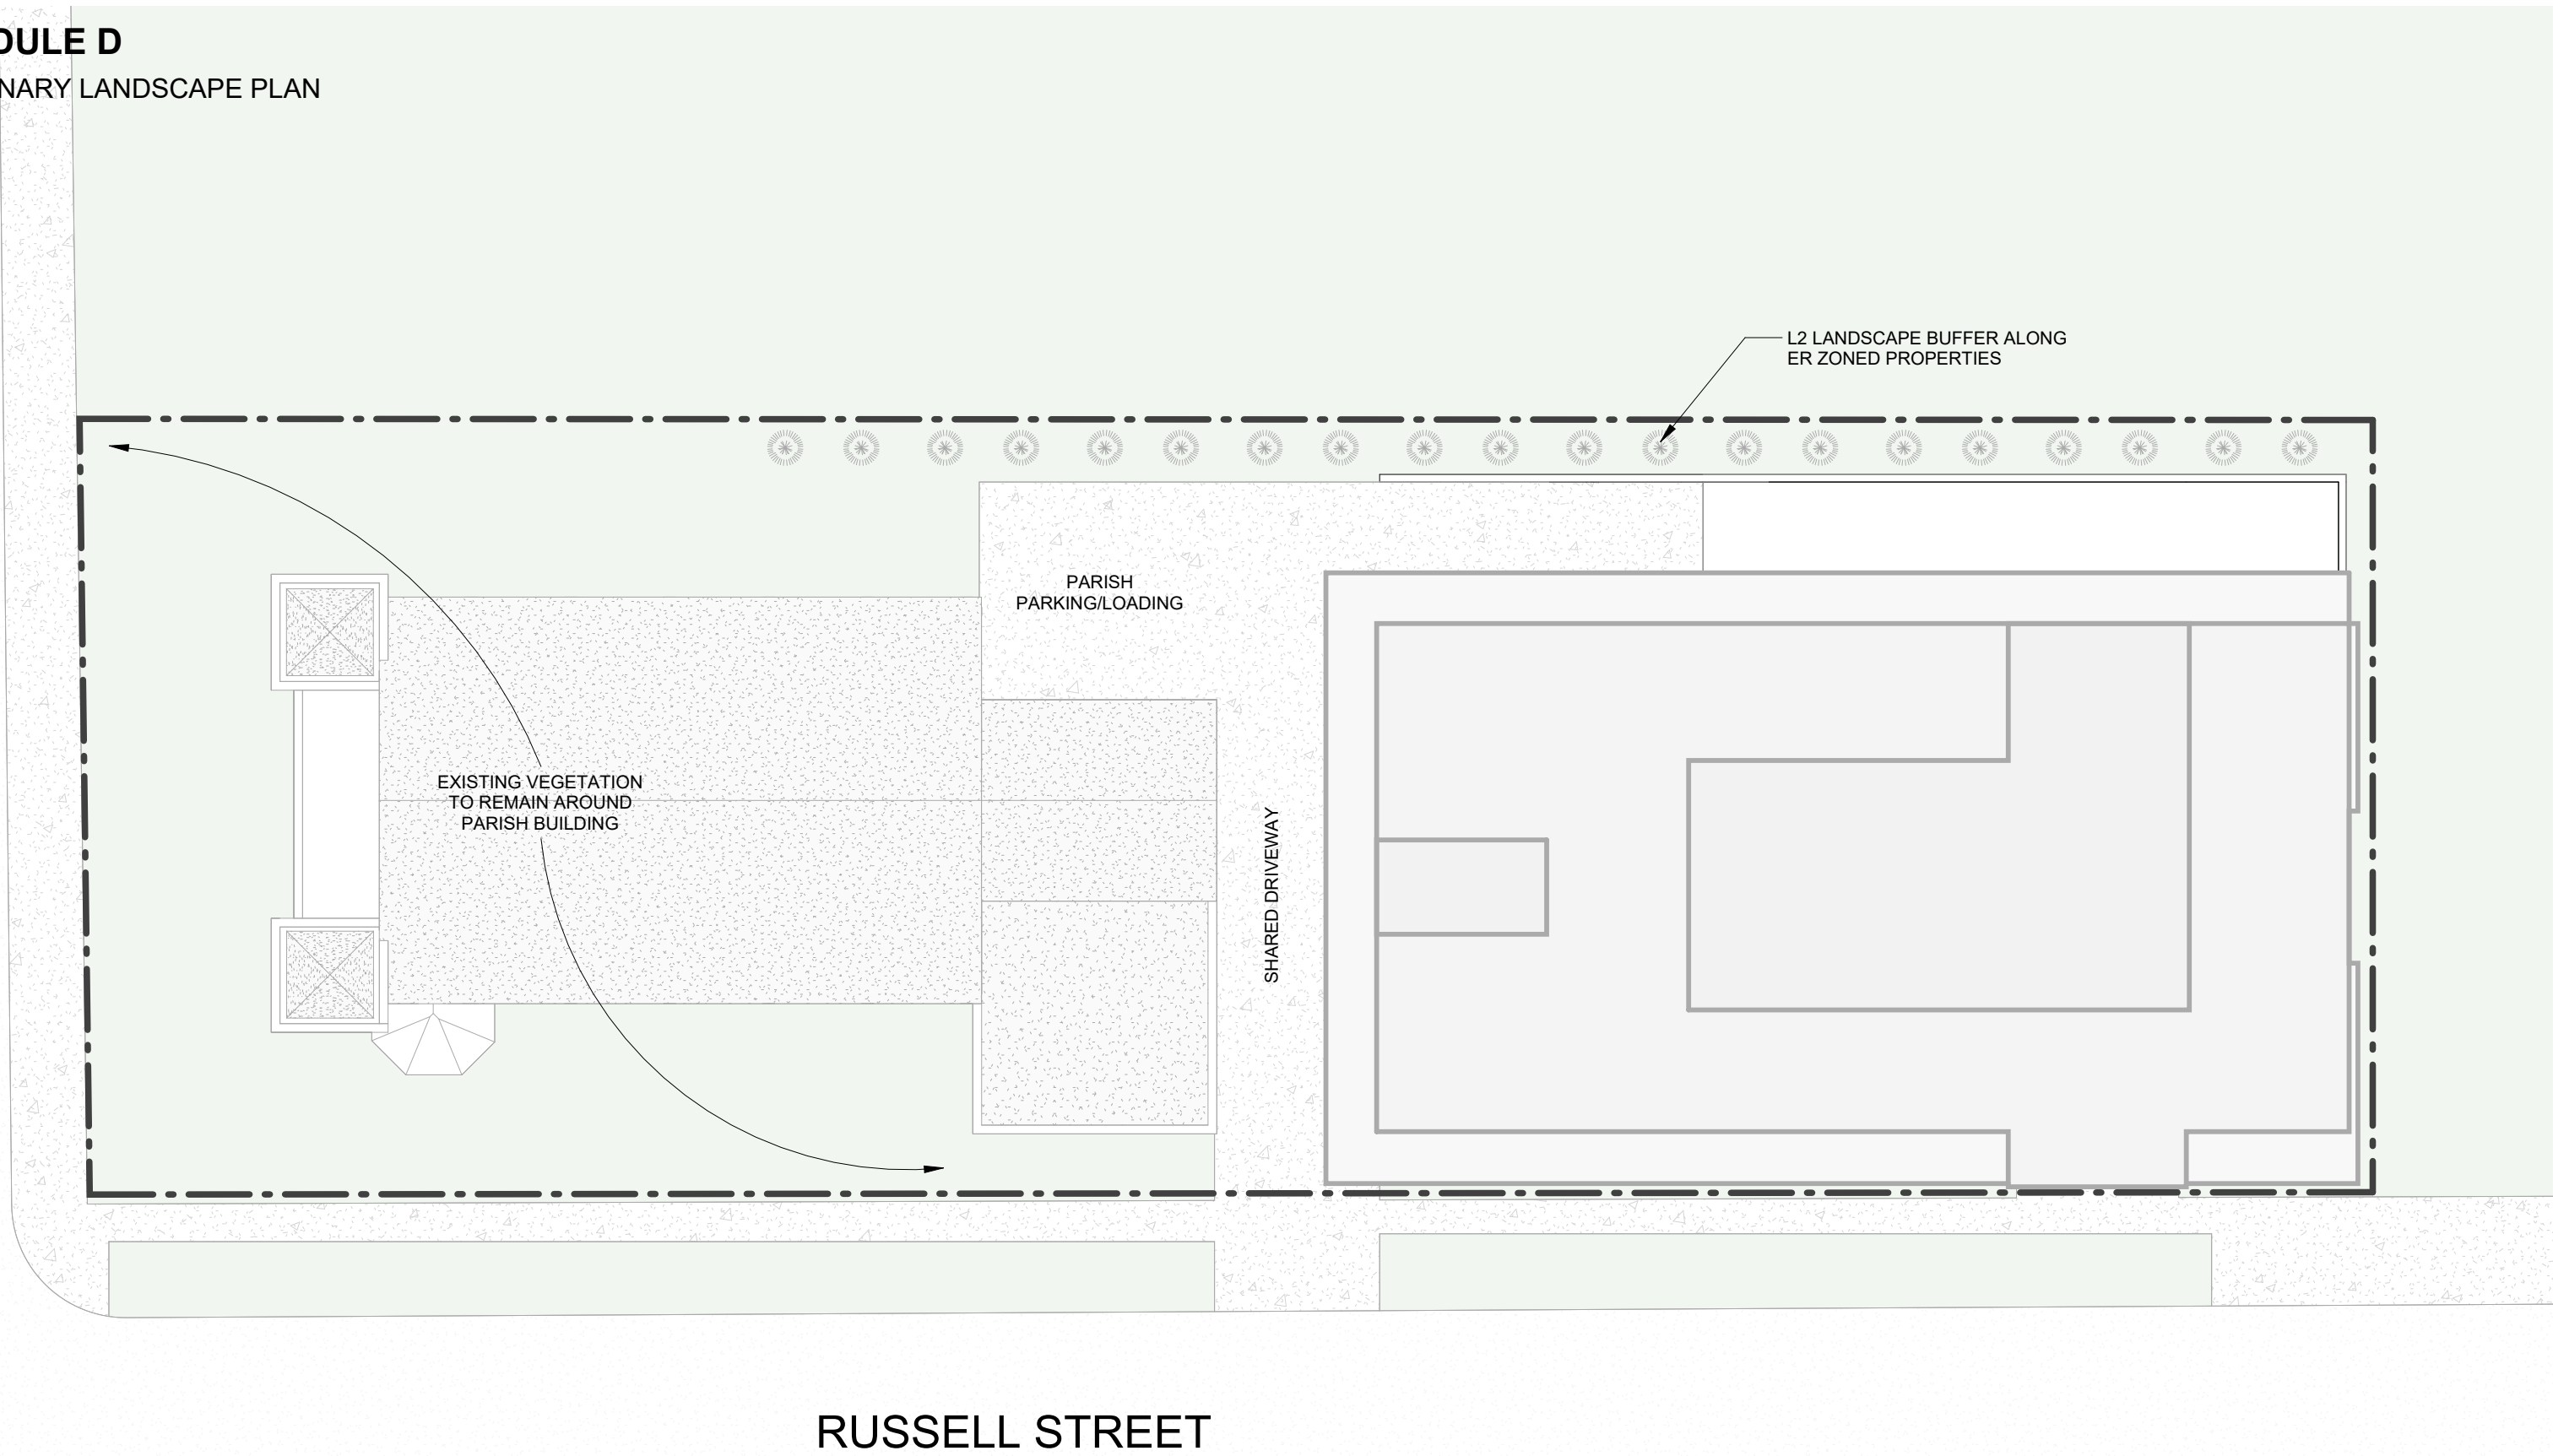 DULE D
NARY LANDSCAPE PLAN
L2 LANDSCAPE BUFFER ALONG
ER ZONED PROPERTIES
PARISH
PARKING/LOADING
EXISTING VEGETATION
TO REMAIN AROUND
PARISH BUILDING
SHARED DRIVEWAY
RUSSELL STREET